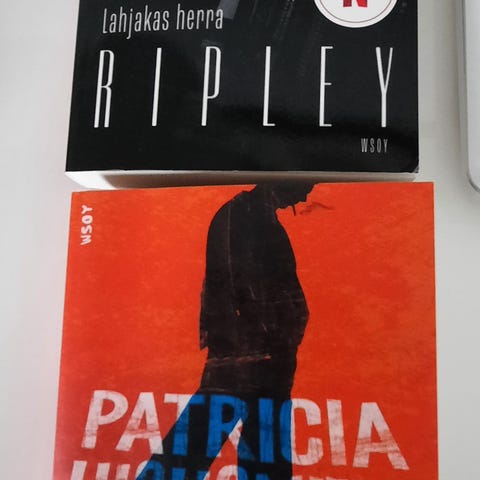 Lahjakas herra
N
RIPLEY
WSOY
WSOY
PATRICIA